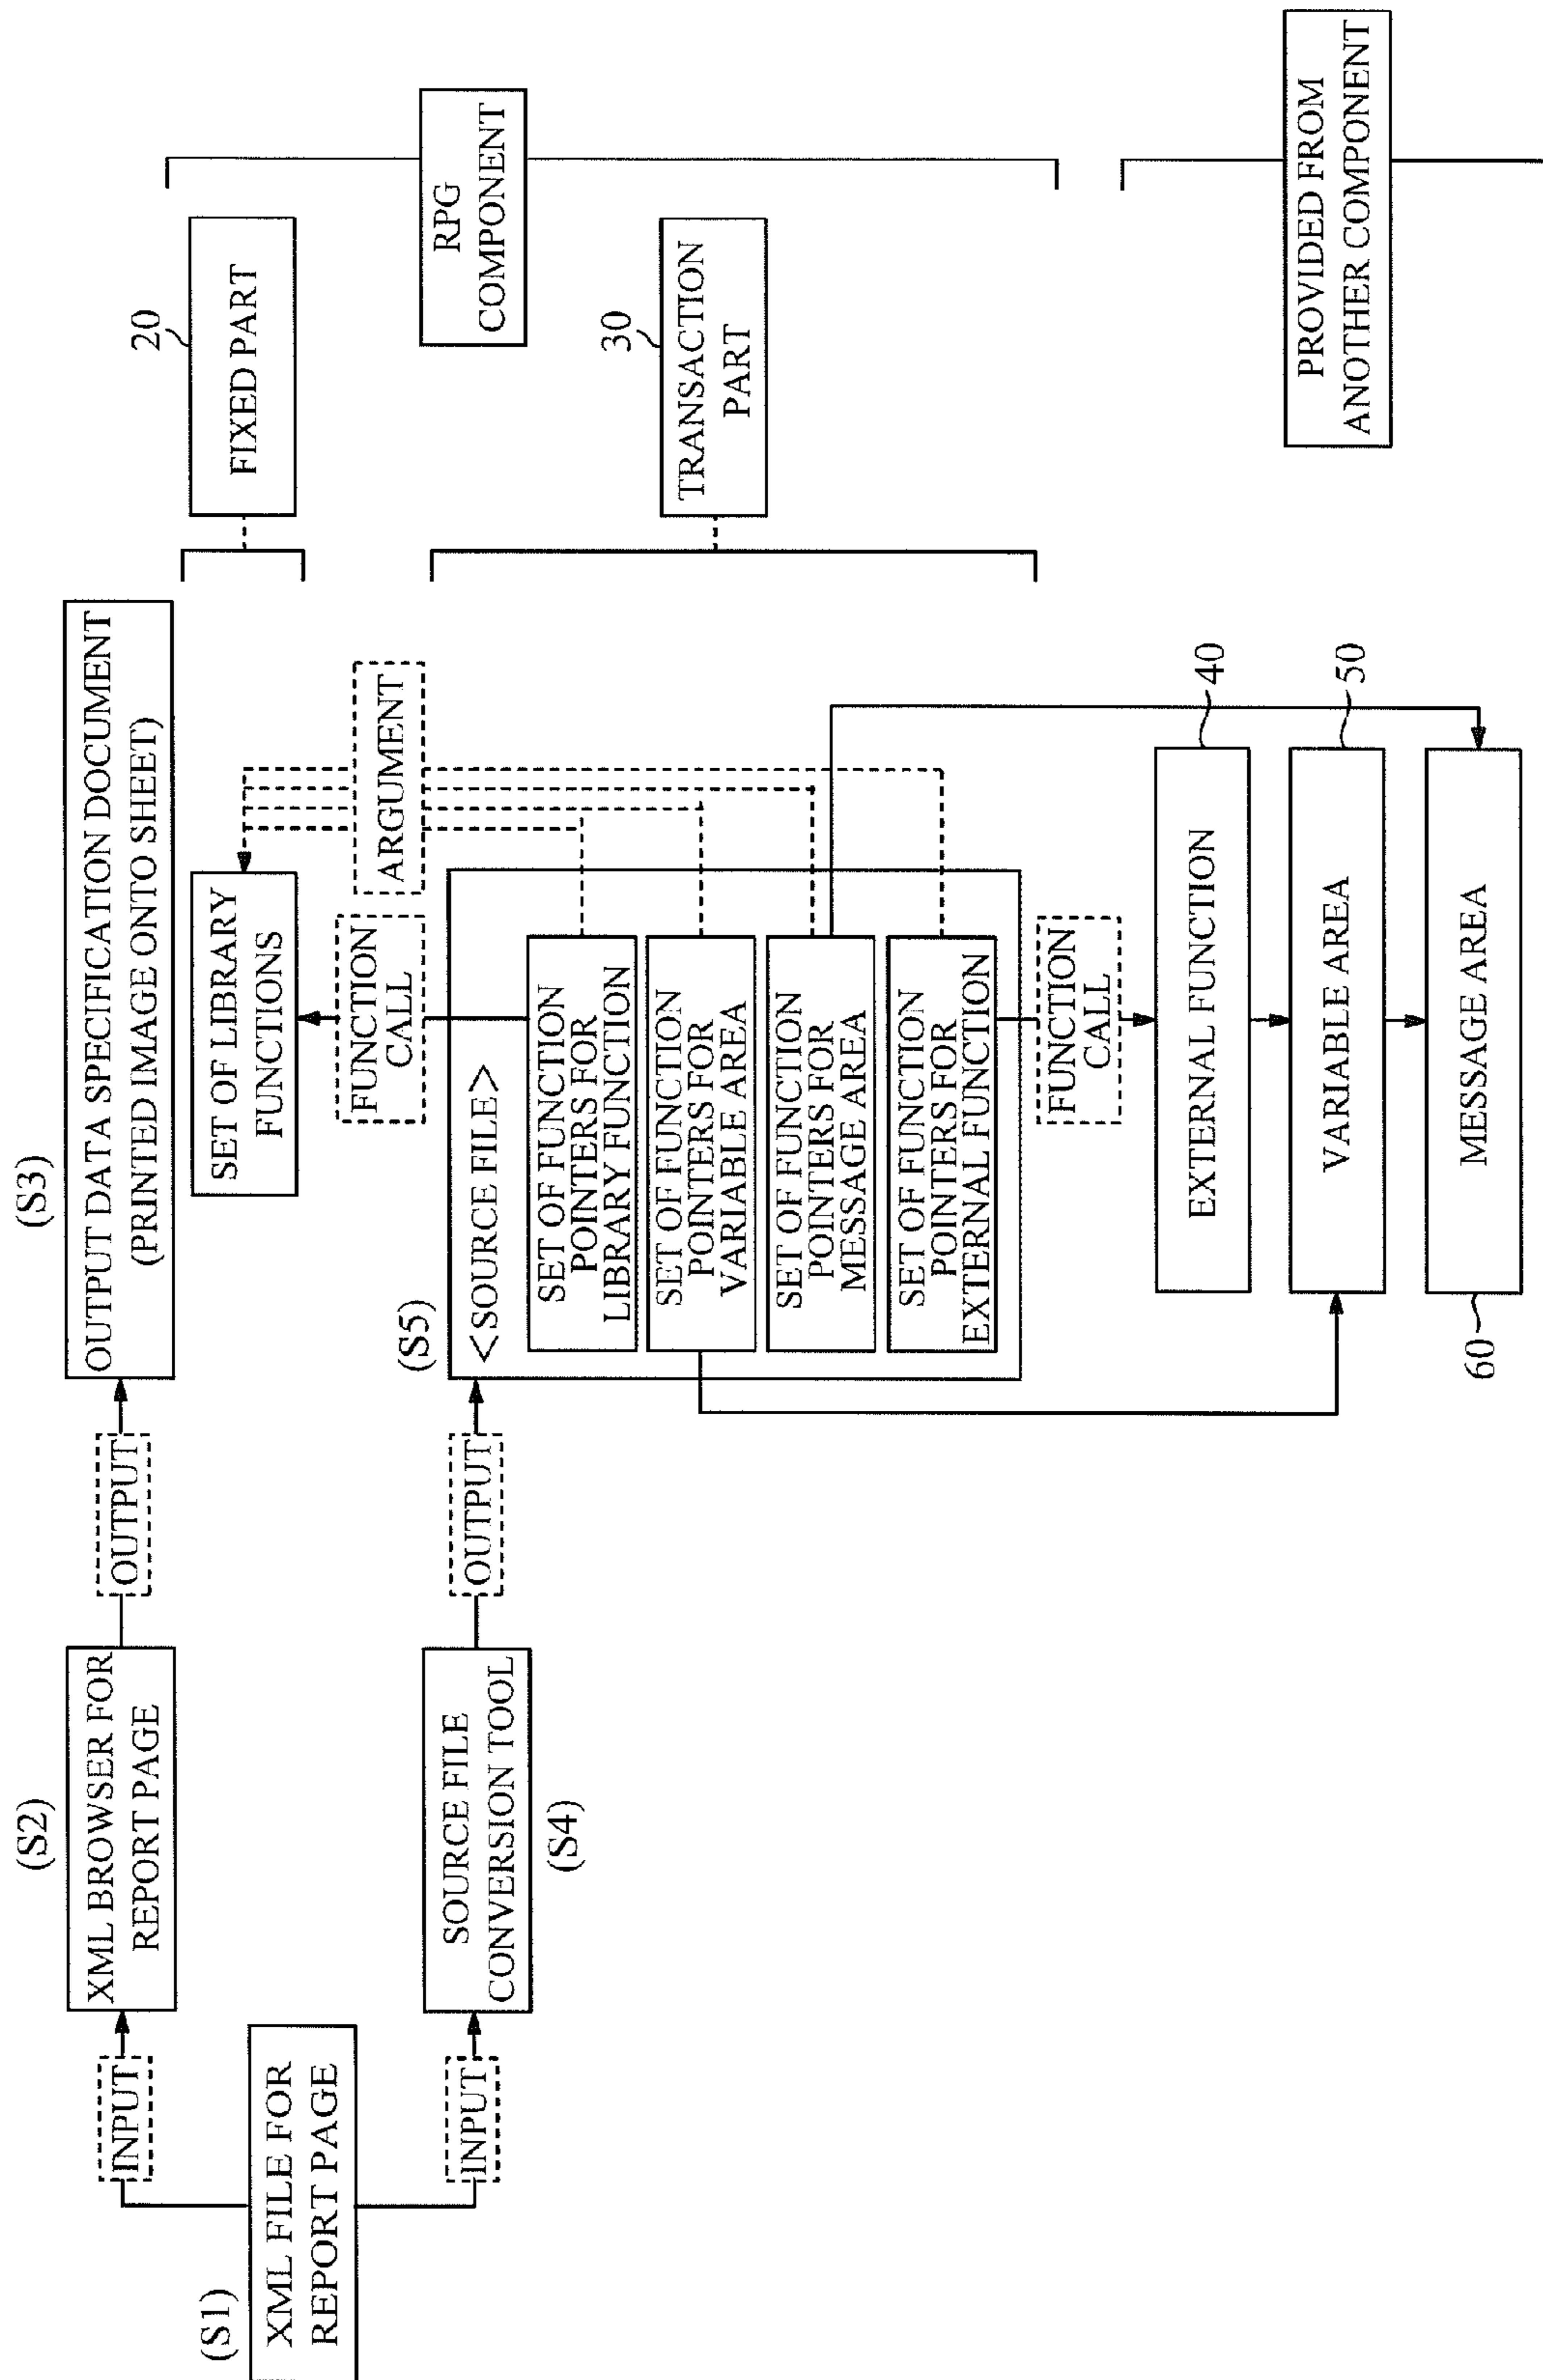 (S1)
XML FILE FOR
REPORT PAGE
INPUT
INPUT
(S2)
XML BROWSER FOR
REPORT PAGE
SOURCE FILE
CONVERSION TOOL
(S4)
OUTPUT
OUTPUT
(S3)
OUTPUT DATA SPECIFICATION DOCUMENT
(PRINTED IMAGE ONTO SHEET)
SET OF LIBRARY
FUNCTIONS
FUNCTION
CALL
ARGUMENT
(S5)
<SOURCE FILE>
SET OF FUNCTION
POINTERS FOR
LIBRARY FUNCTION
SET OF FUNCTION
POINTERS FOR
VARIABLE AREA
SET OF FUNCTION
POINTERS FOR
MESSAGE AREA
SET OF FUNCTION
POINTERS FOR
EXTERNAL FUNCTION
FUNCTION
CALL
EXTERNAL FUNCTION
40
VARIABLE AREA
50
MESSAGE AREA
60
20
FIXED PART
30
TRANSACTION
PART
RPG
COMPONENT
PROVIDED FROM
ANOTHER COMPONENT